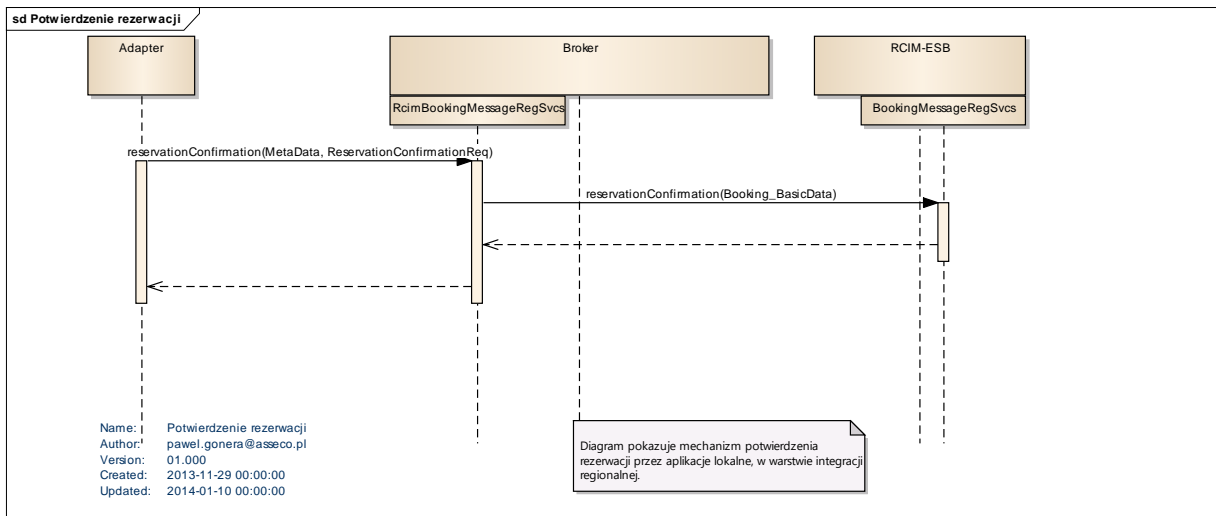 sd Potwierdzenie rezerwacji
Adapter
Broker
RCIM-ESB
RcimBookingMessageRegSvcs
BookingMessageRegSvcs
reservationConfirmation(MetaData, ReservationConfirmationReq)
reservationConfirmation(Booking_BasicData)
Name: Potwierdzenie rezerwacji
Author: pawel.gonera@asseco.pl
Version: 01.000
Created: 2013-11-29 00:00:00
Updated: 2014-01-10 00:00:00
Diagram pokazuje mechanizm potwierdzenia
rezerwacji przez aplikacje lokalne, w warstwie integracji
regionalnej.